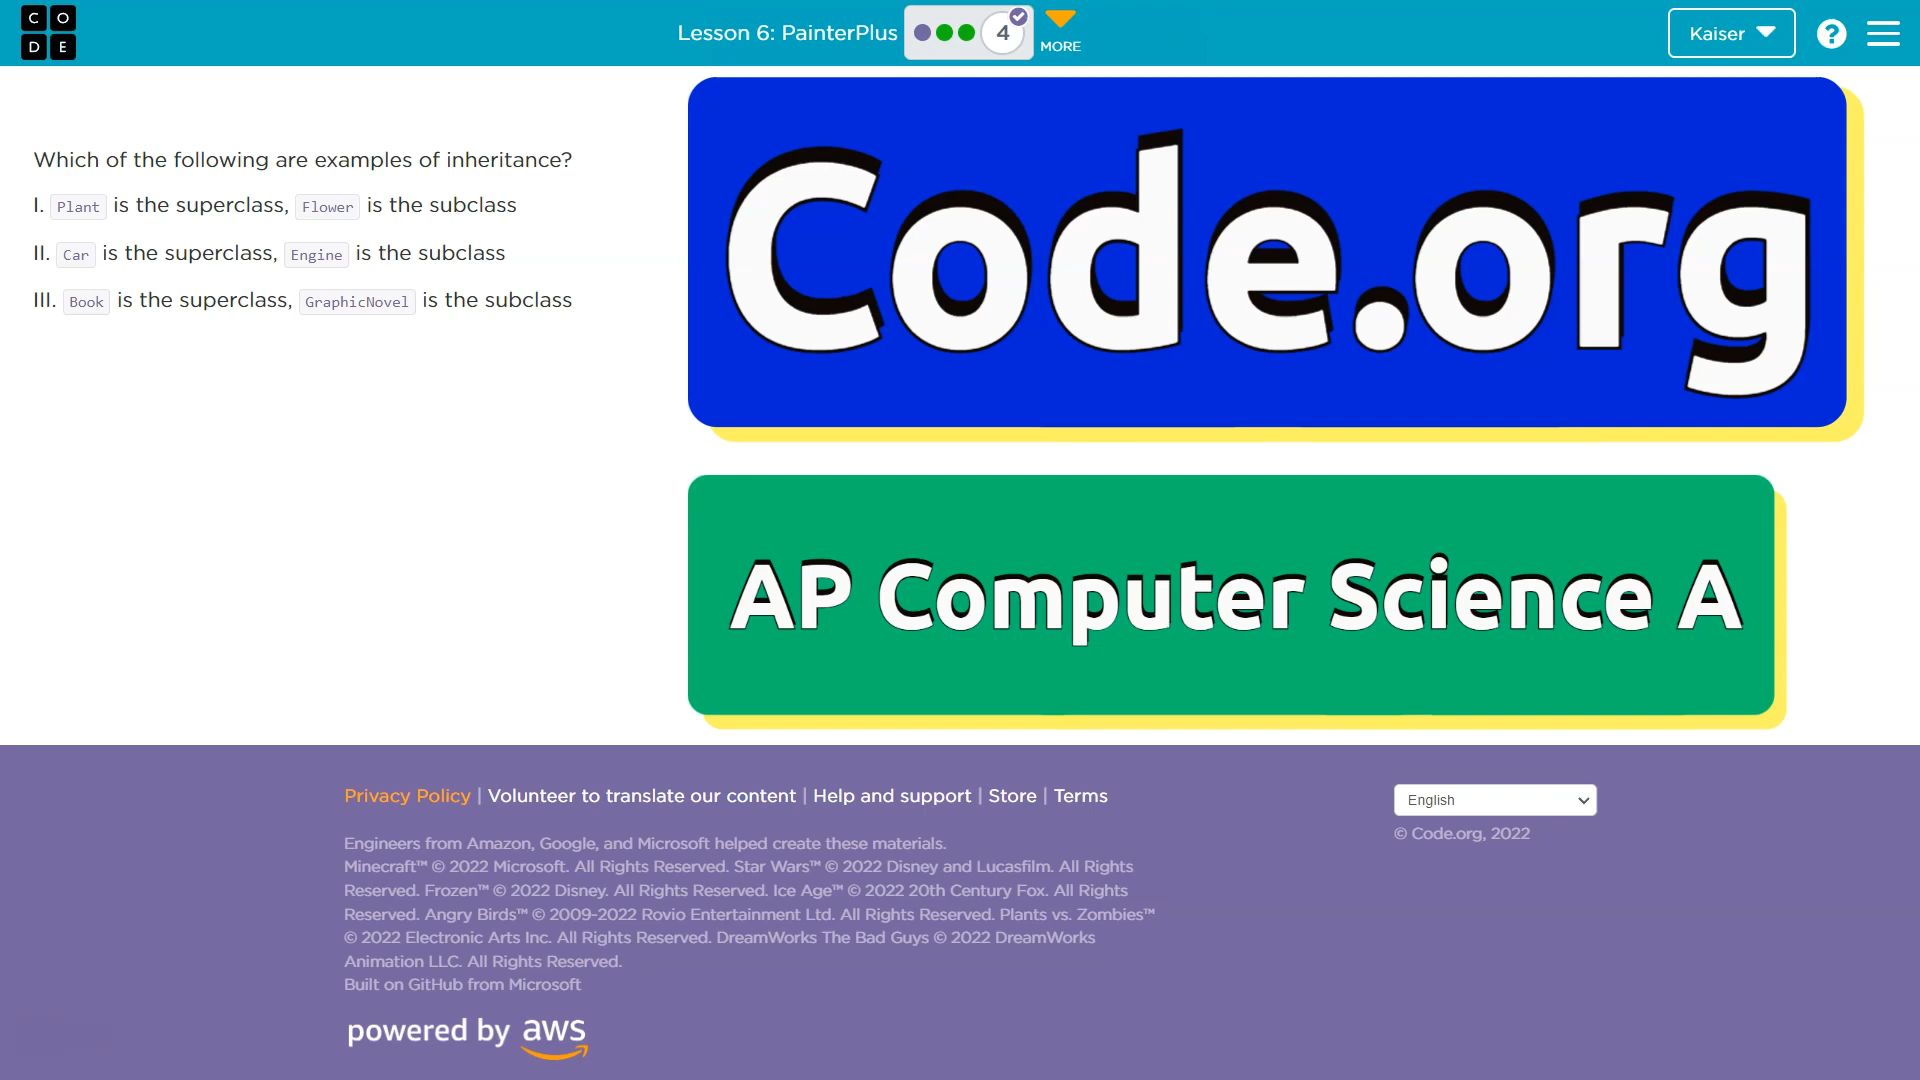 CODE
Lesson 6: PainterPlus
4
MORE
Kaiser
?
Which of the following are examples of inheritance?
I. Plant is the superclass, Flower is the subclass
II. Car is the superclass, Engine is the subclass
III. Book is the superclass, GraphicNovel is the subclass
Code.org
AP Computer Science A
Privacy Policy | Volunteer to translate our content | Help and support | Store | Terms
English
© Code.org, 2022
Engineers from Amazon, Google, and Microsoft helped create these materials.
Minecraft™ © 2022 Microsoft. All Rights Reserved. Star Wars™ © 2022 Disney and Lucasfilm. All Rights
Reserved. Frozen™ © 2022 Disney. All Rights Reserved. Ice Age™ © 2022 20th Century Fox. All Rights
Reserved. Angry Birds™ © 2009-2022 Rovio Entertainment Ltd. All Rights Reserved. Plants vs. Zombies™
© 2022 Electronic Arts Inc. All Rights Reserved. DreamWorks The Bad Guys © 2022 DreamWorks
Animation LLC. All Rights Reserved.
Built on GitHub from Microsoft
powered by aws